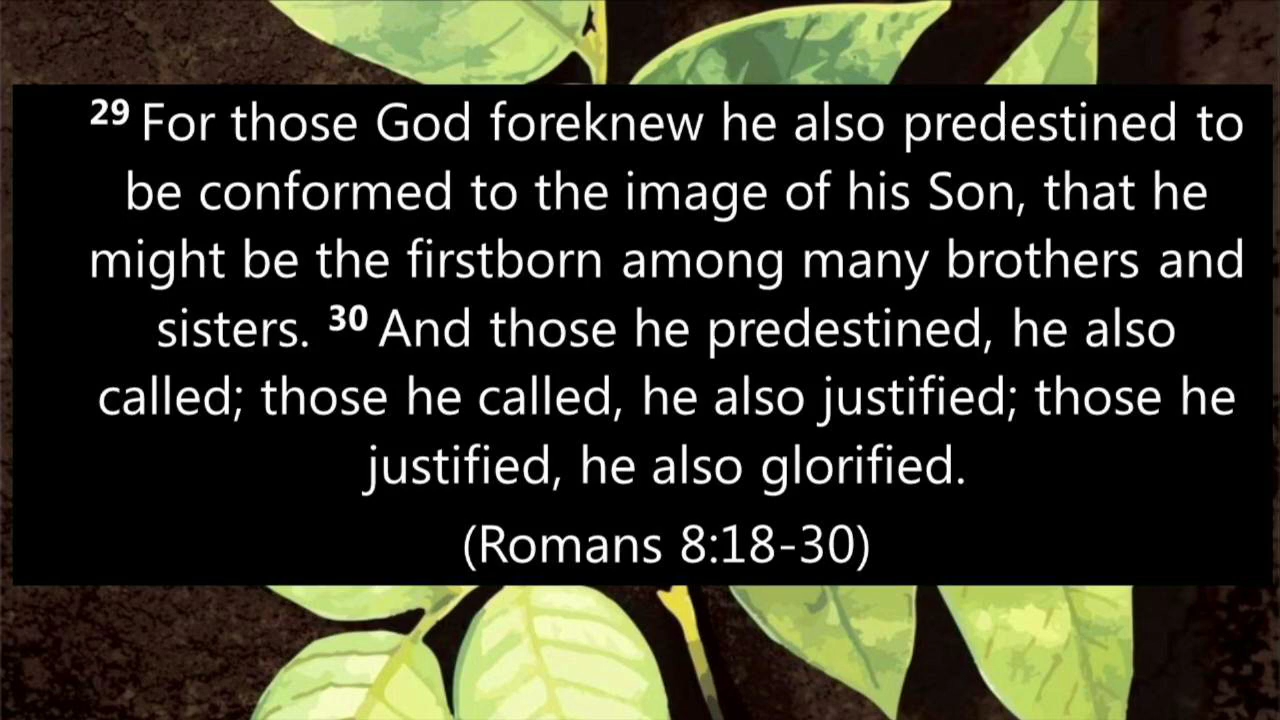 29 For those God foreknew he also predestined to
be conformed to the image of his Son, that he
might be the firstborn among many brothers and
sisters. 30 And those he predestined, he also
called; those he called, he also justified; those he
justified, he also glorified.
(Romans 8:18-30)